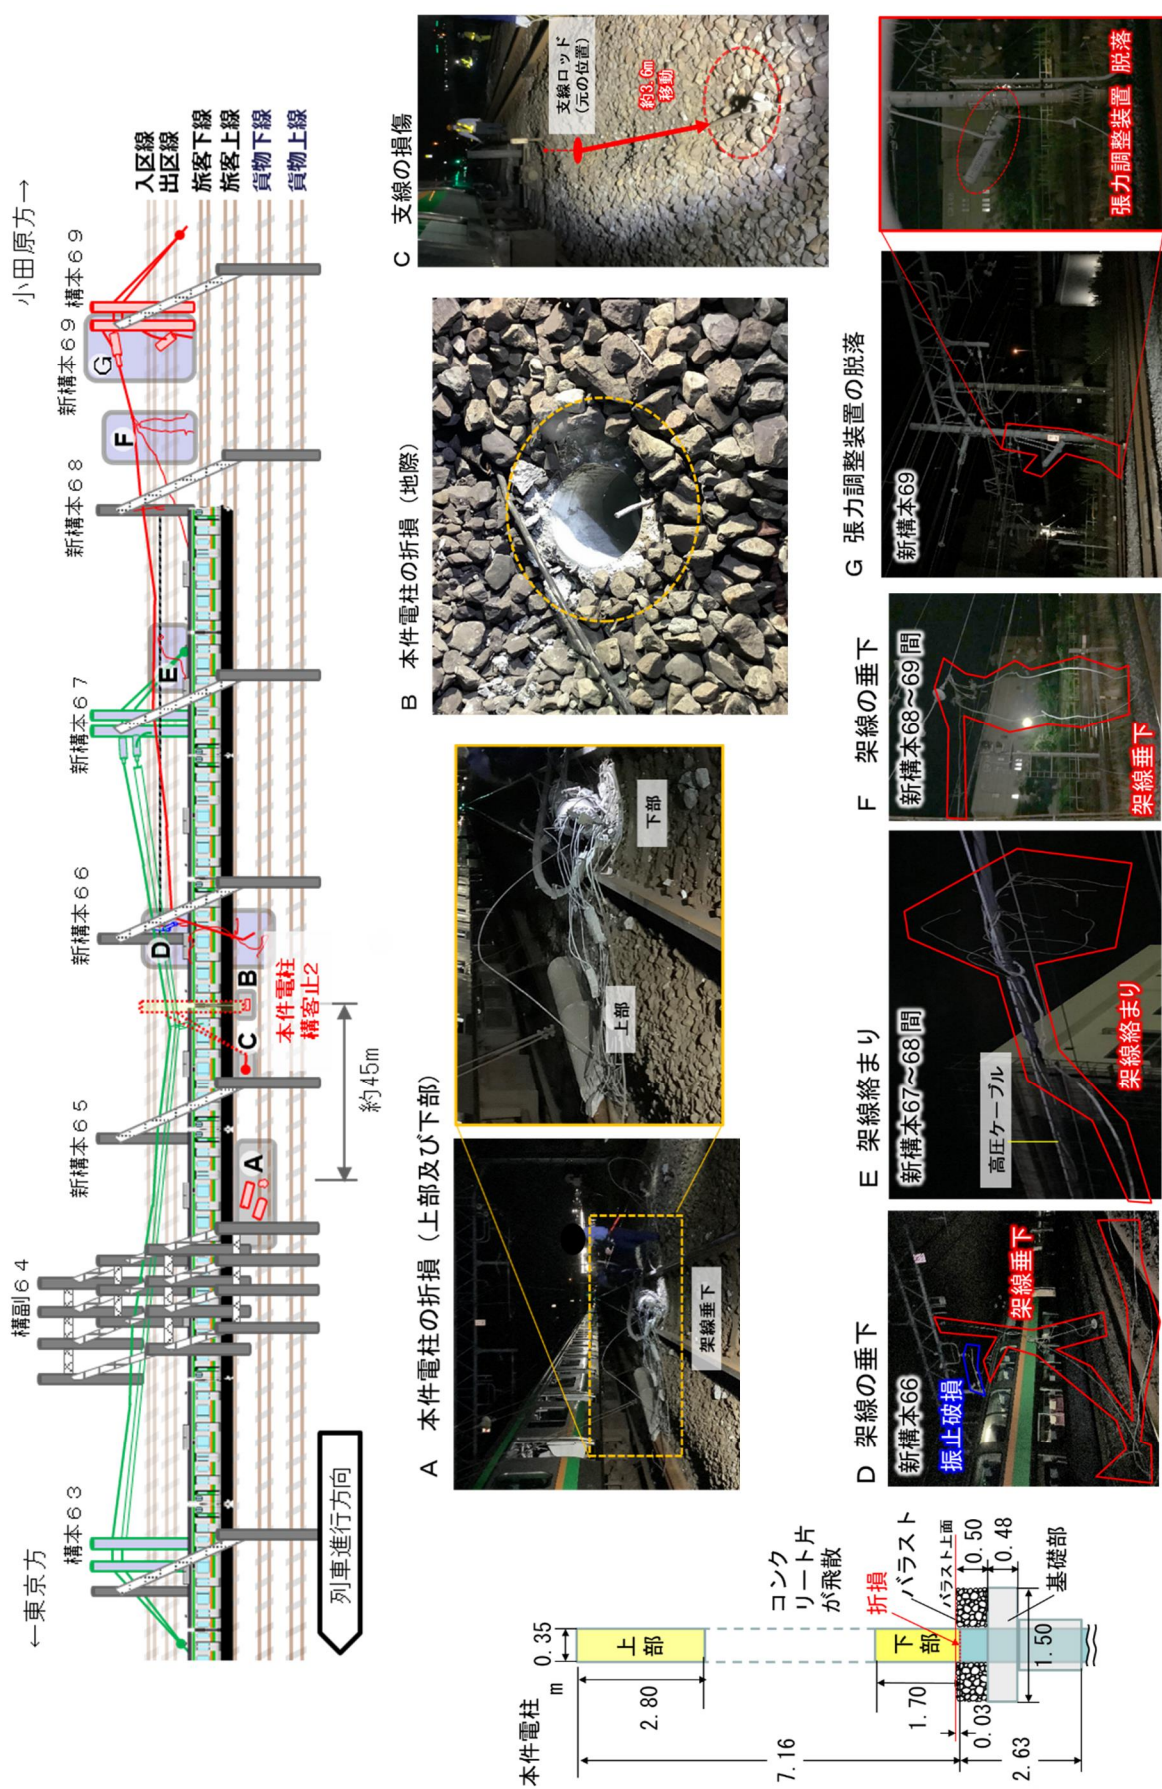 ←東京方
小田原方→
構本63
構副64
新構本65
新構本66
新構本67
新構本68
新構本69
構本69
入区線
出区線
旅客下線
旅客上線
貨物下線
貨物上線
A
B
C
D
E
F
G
本件電柱
構客止2
約45m
列車進行方向
A 本件電柱の折損(上部及び下部)
架線垂下
上部
下部
B 本件電柱の折損(地際)
C 支線の損傷
支線ロッド
(元の位置)
約3.6m
移動
本件電柱
m
0.35
上部
2.80
コンク
リート片
が飛散
7.16
下部
1.70
折損
バラスト
バラスト上面
0.03
0.50
0.48
基礎部
1.50
2.63
D 架線の垂下
新構本66
振止破損
架線垂下
E 架線絡まり
新構本67~68間
高圧ケーブル
架線絡まり
F 架線の垂下
新構本68~69間
架線垂下
G 張力調整装置の脱落
新構本69
張力調整装置 脱落